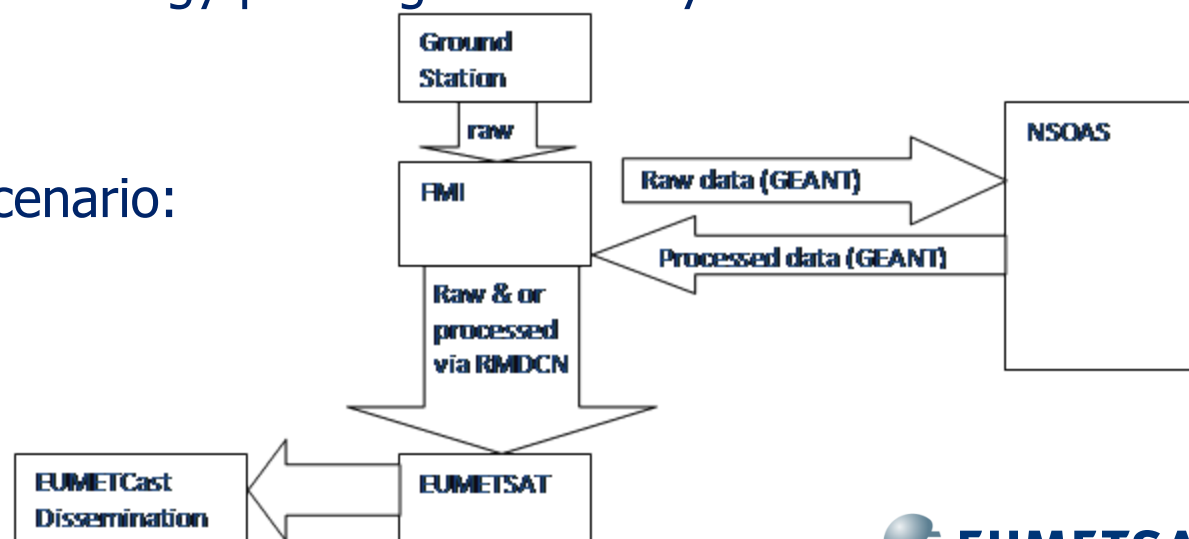 Ground
Station
raw
NSOAS
cenario:
FMI
Raw data (GEANT)
Processed data (GEANT)
Raw & or
processed
via RMDCN
EUMETCast
Dissemination
EUMETSAT